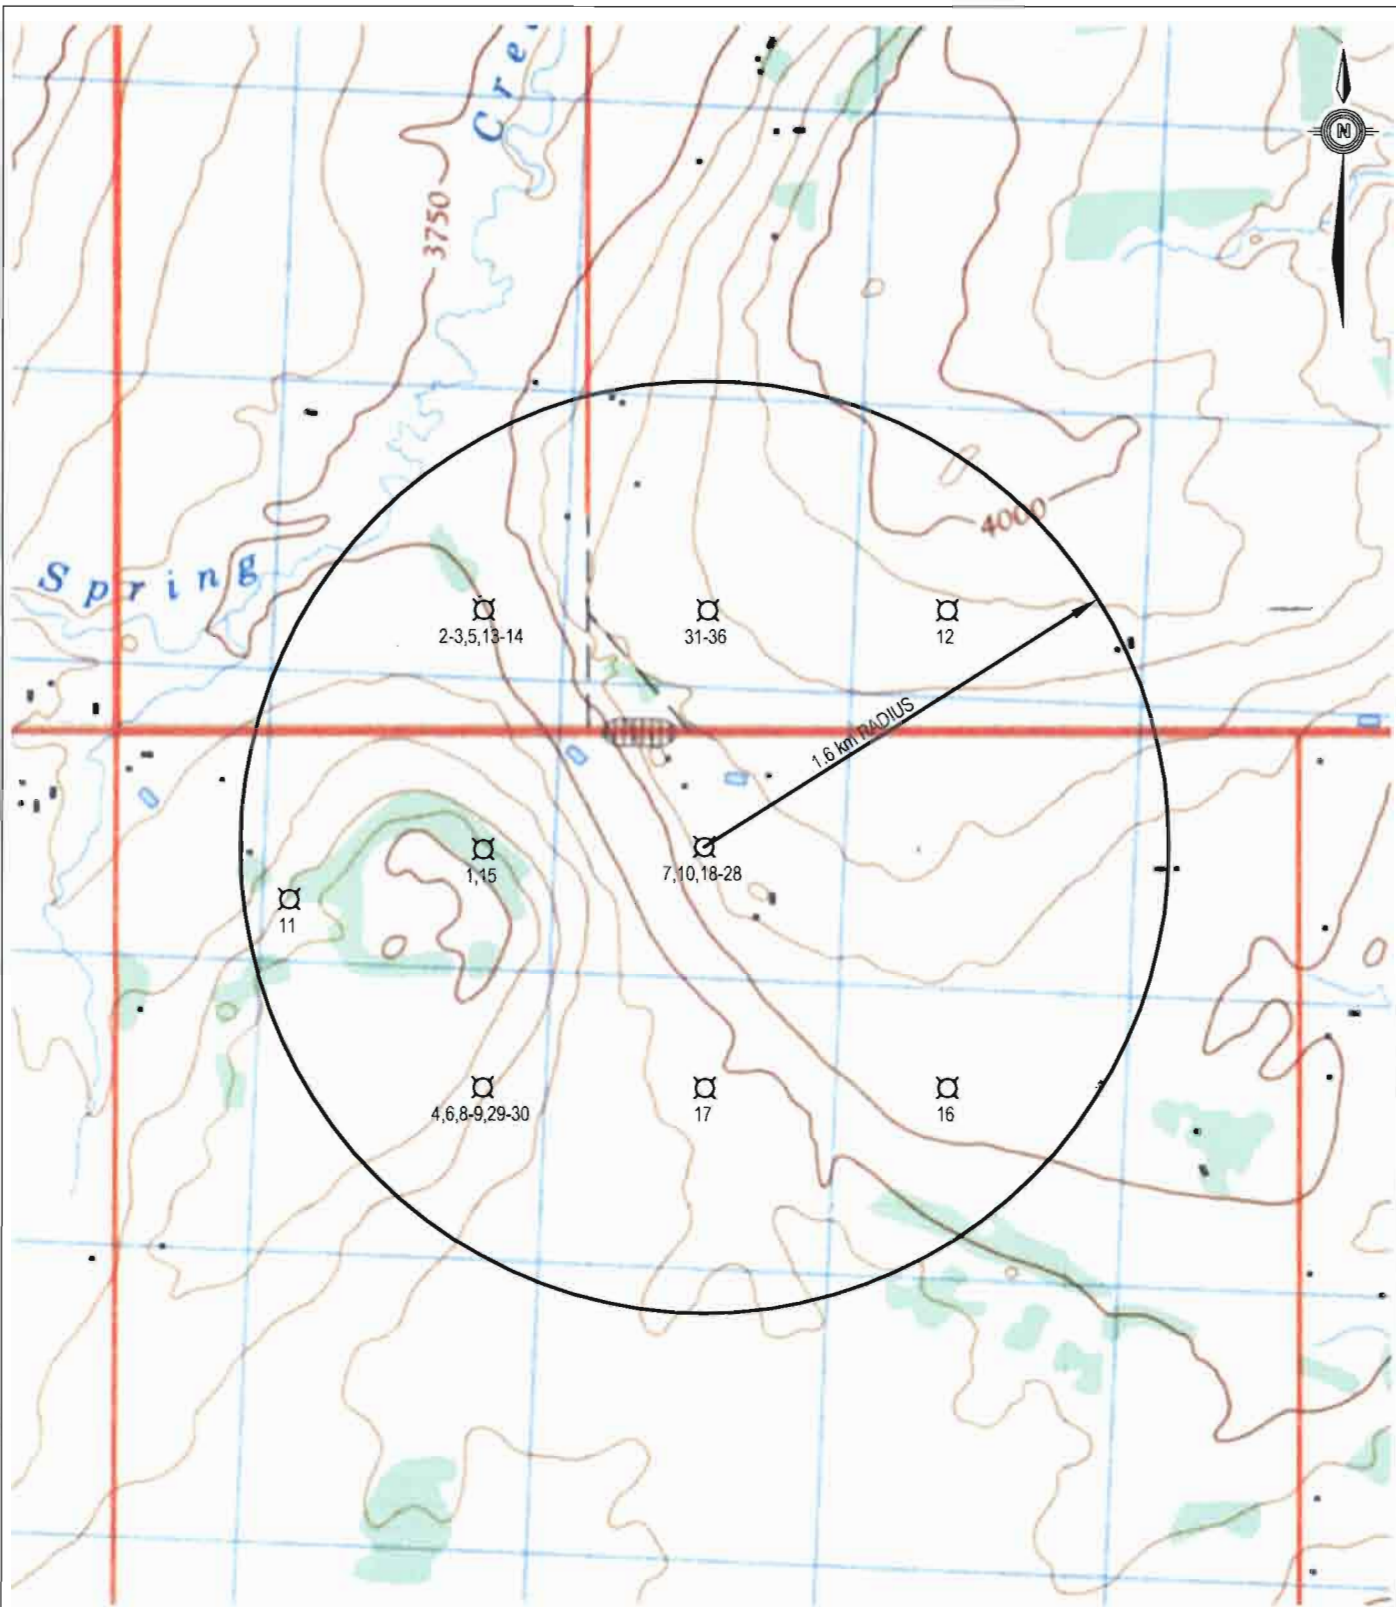 Cre
N
3750
4000
Spring
2-3,5,13-14
31-36
12
1.6 km RADIUS
1,15
7,10,18-28
11
4,6,8-9,29-30
17
16